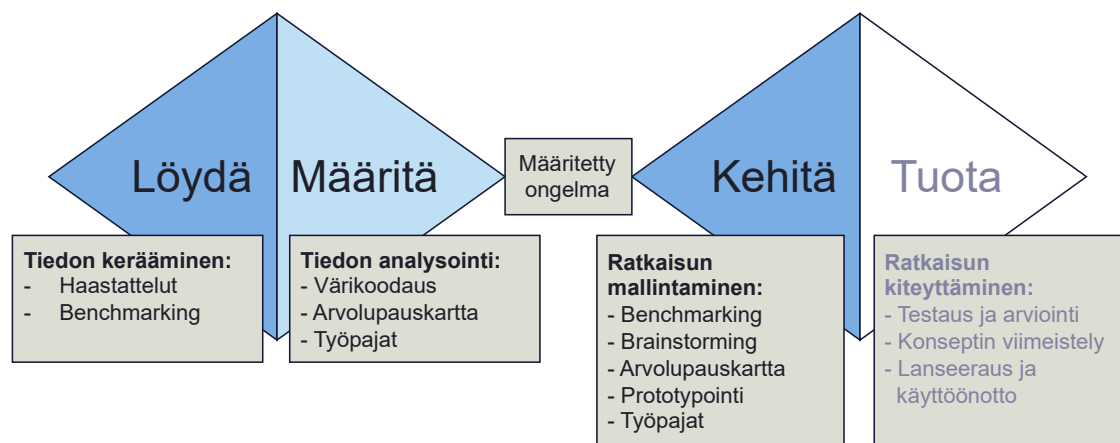 Löydä
Määritä
Määritetty
ongelma
Kehitä
Tuota
Tiedon kerääminen:
- Haastattelut
- Benchmarking
Tiedon analysointi:
- Värikoodaus
- Arvolupauskartta
- Työpajat
Ratkaisun
mallintaminen:
- Benchmarking
- Brainstorming
- Arvolupauskartta
- Prototypointi
- Työpajat
Ratkaisun
kiteyttäminen:
- Testaus ja arviointi
- Konseptin viimeistely
- Lanseeraus ja
käyttöönotto